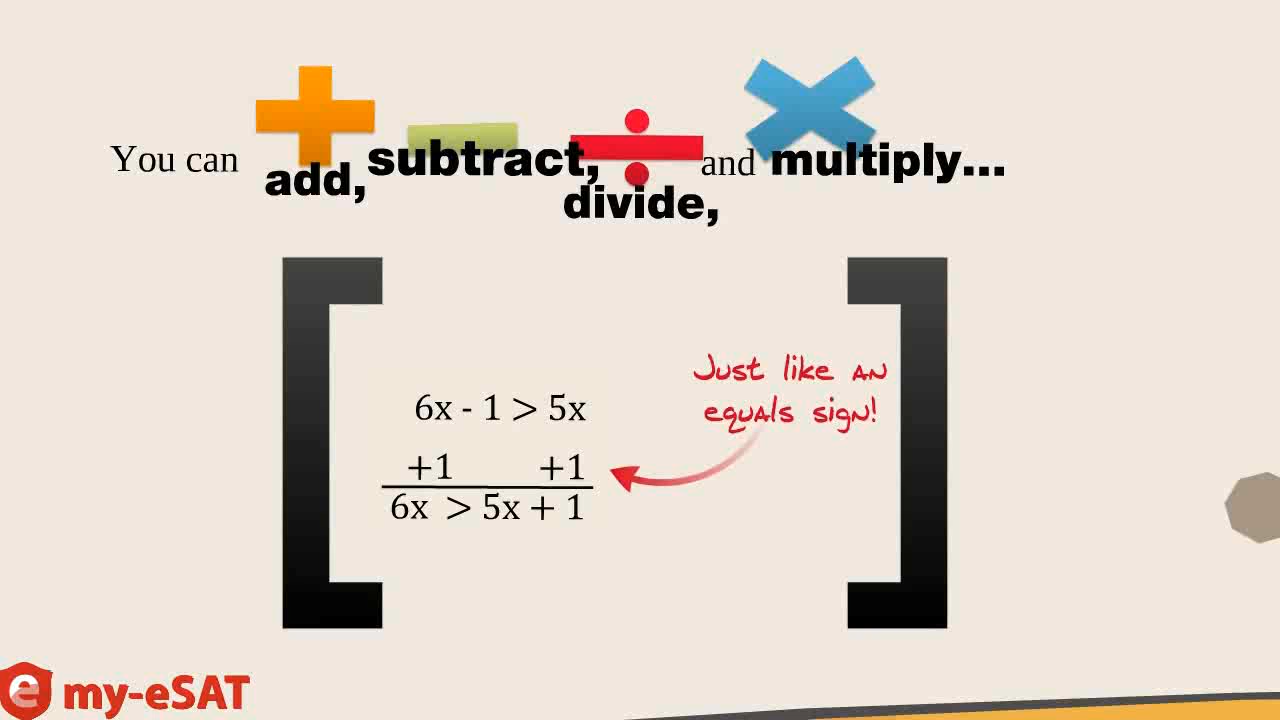 You can add, subtract, divide, and multiply...
Just like an
equals sign!
6x - 1 > 5x
+1 +1
6x > 5x + 1
e my-eSAT